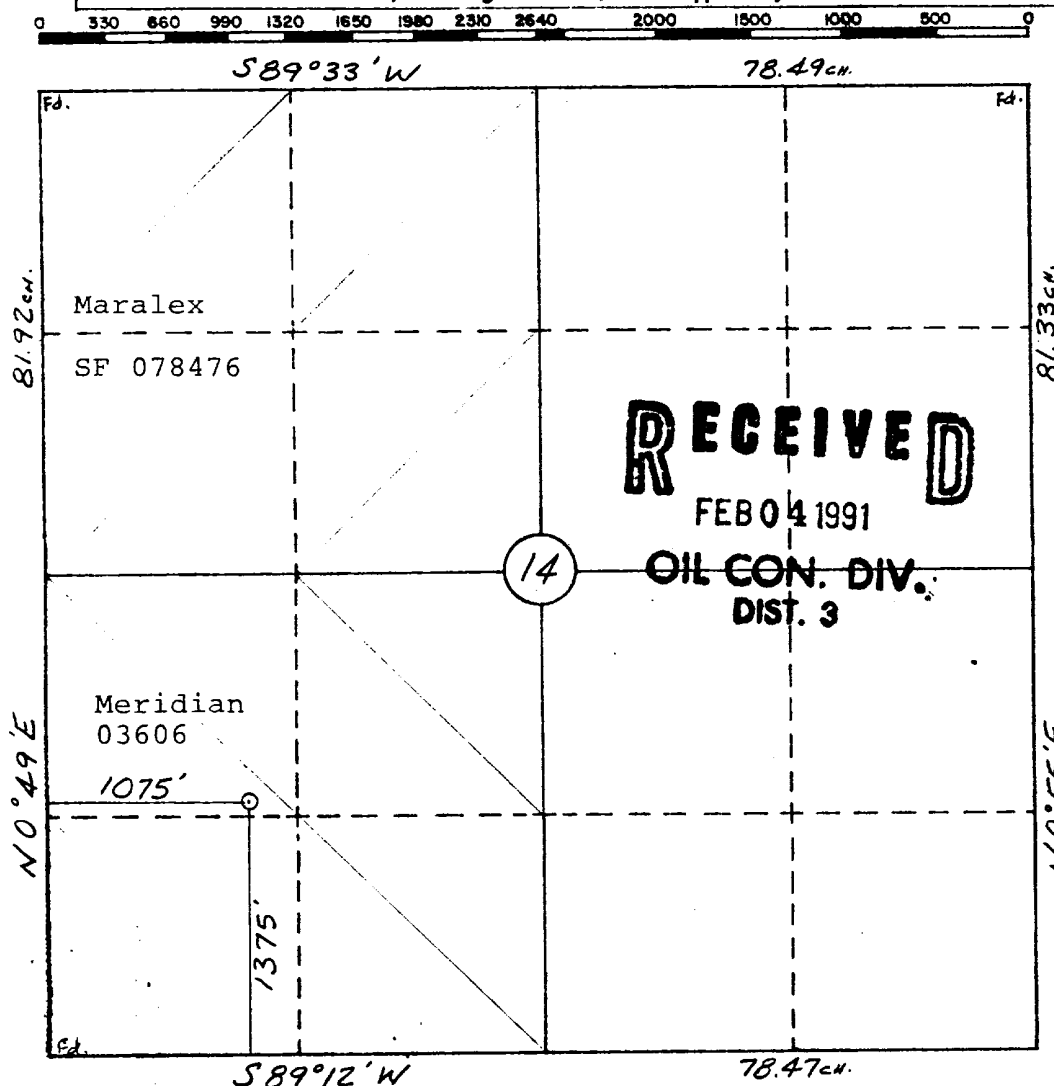 0 330 660 990 1320 1650 1980 2310 2640 2000 1500 1000 500 0
S89°33'W 78.49CH.
Fd. Fd.
81.92CH.
81.33CH.
Maralex
SF 078476
RECEIVED
FEB 04 1991
OIL CON. DIV.
DIST. 3
14
Meridian
03606
1075'
N0°49'E
1375'
Fd.
S89°12'W 78.47CH.